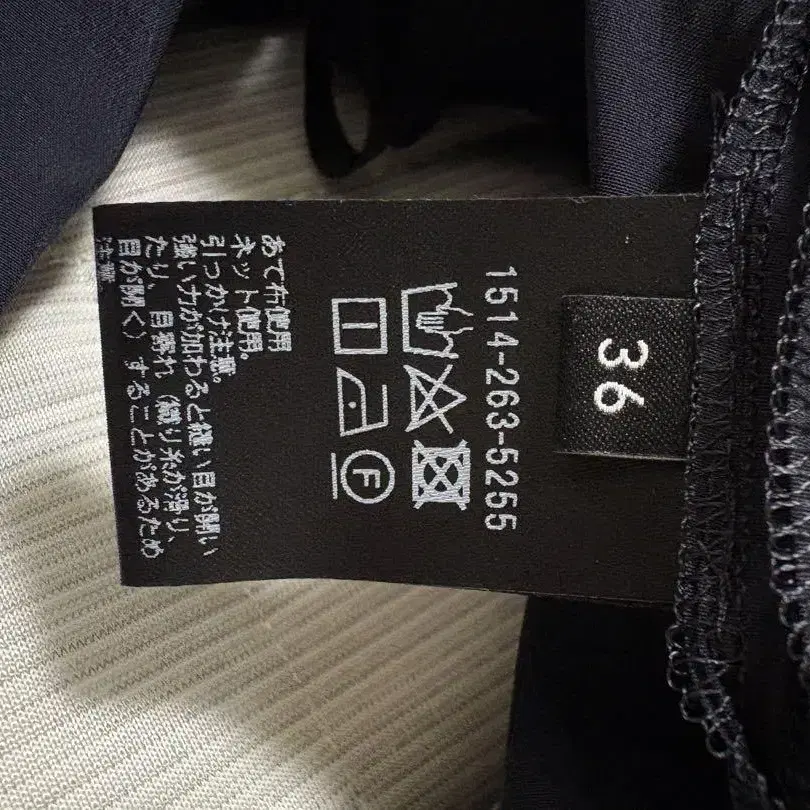 36
1514-263-5255
F
あて布使用
ネット使用。
引っかけ注意。
強い力が加わると縫い目が開い
たり、目寄れ（織り糸が滑り、
目が開く）することがあるため
注意